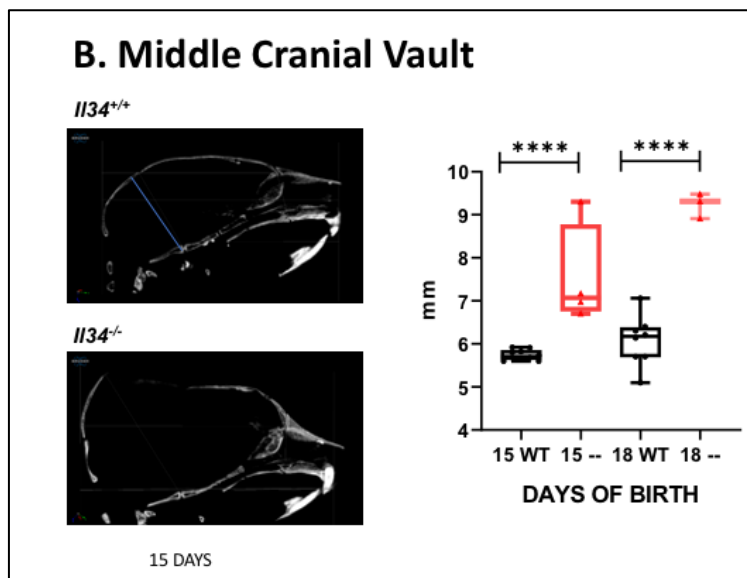 B. Middle Cranial Vault
Il34+/+
Il34-/-
15 DAYS
**** ****
10
9
8
7
6
5
4
mm
15 WT 15 -- 18 WT 18 --
DAYS OF BIRTH